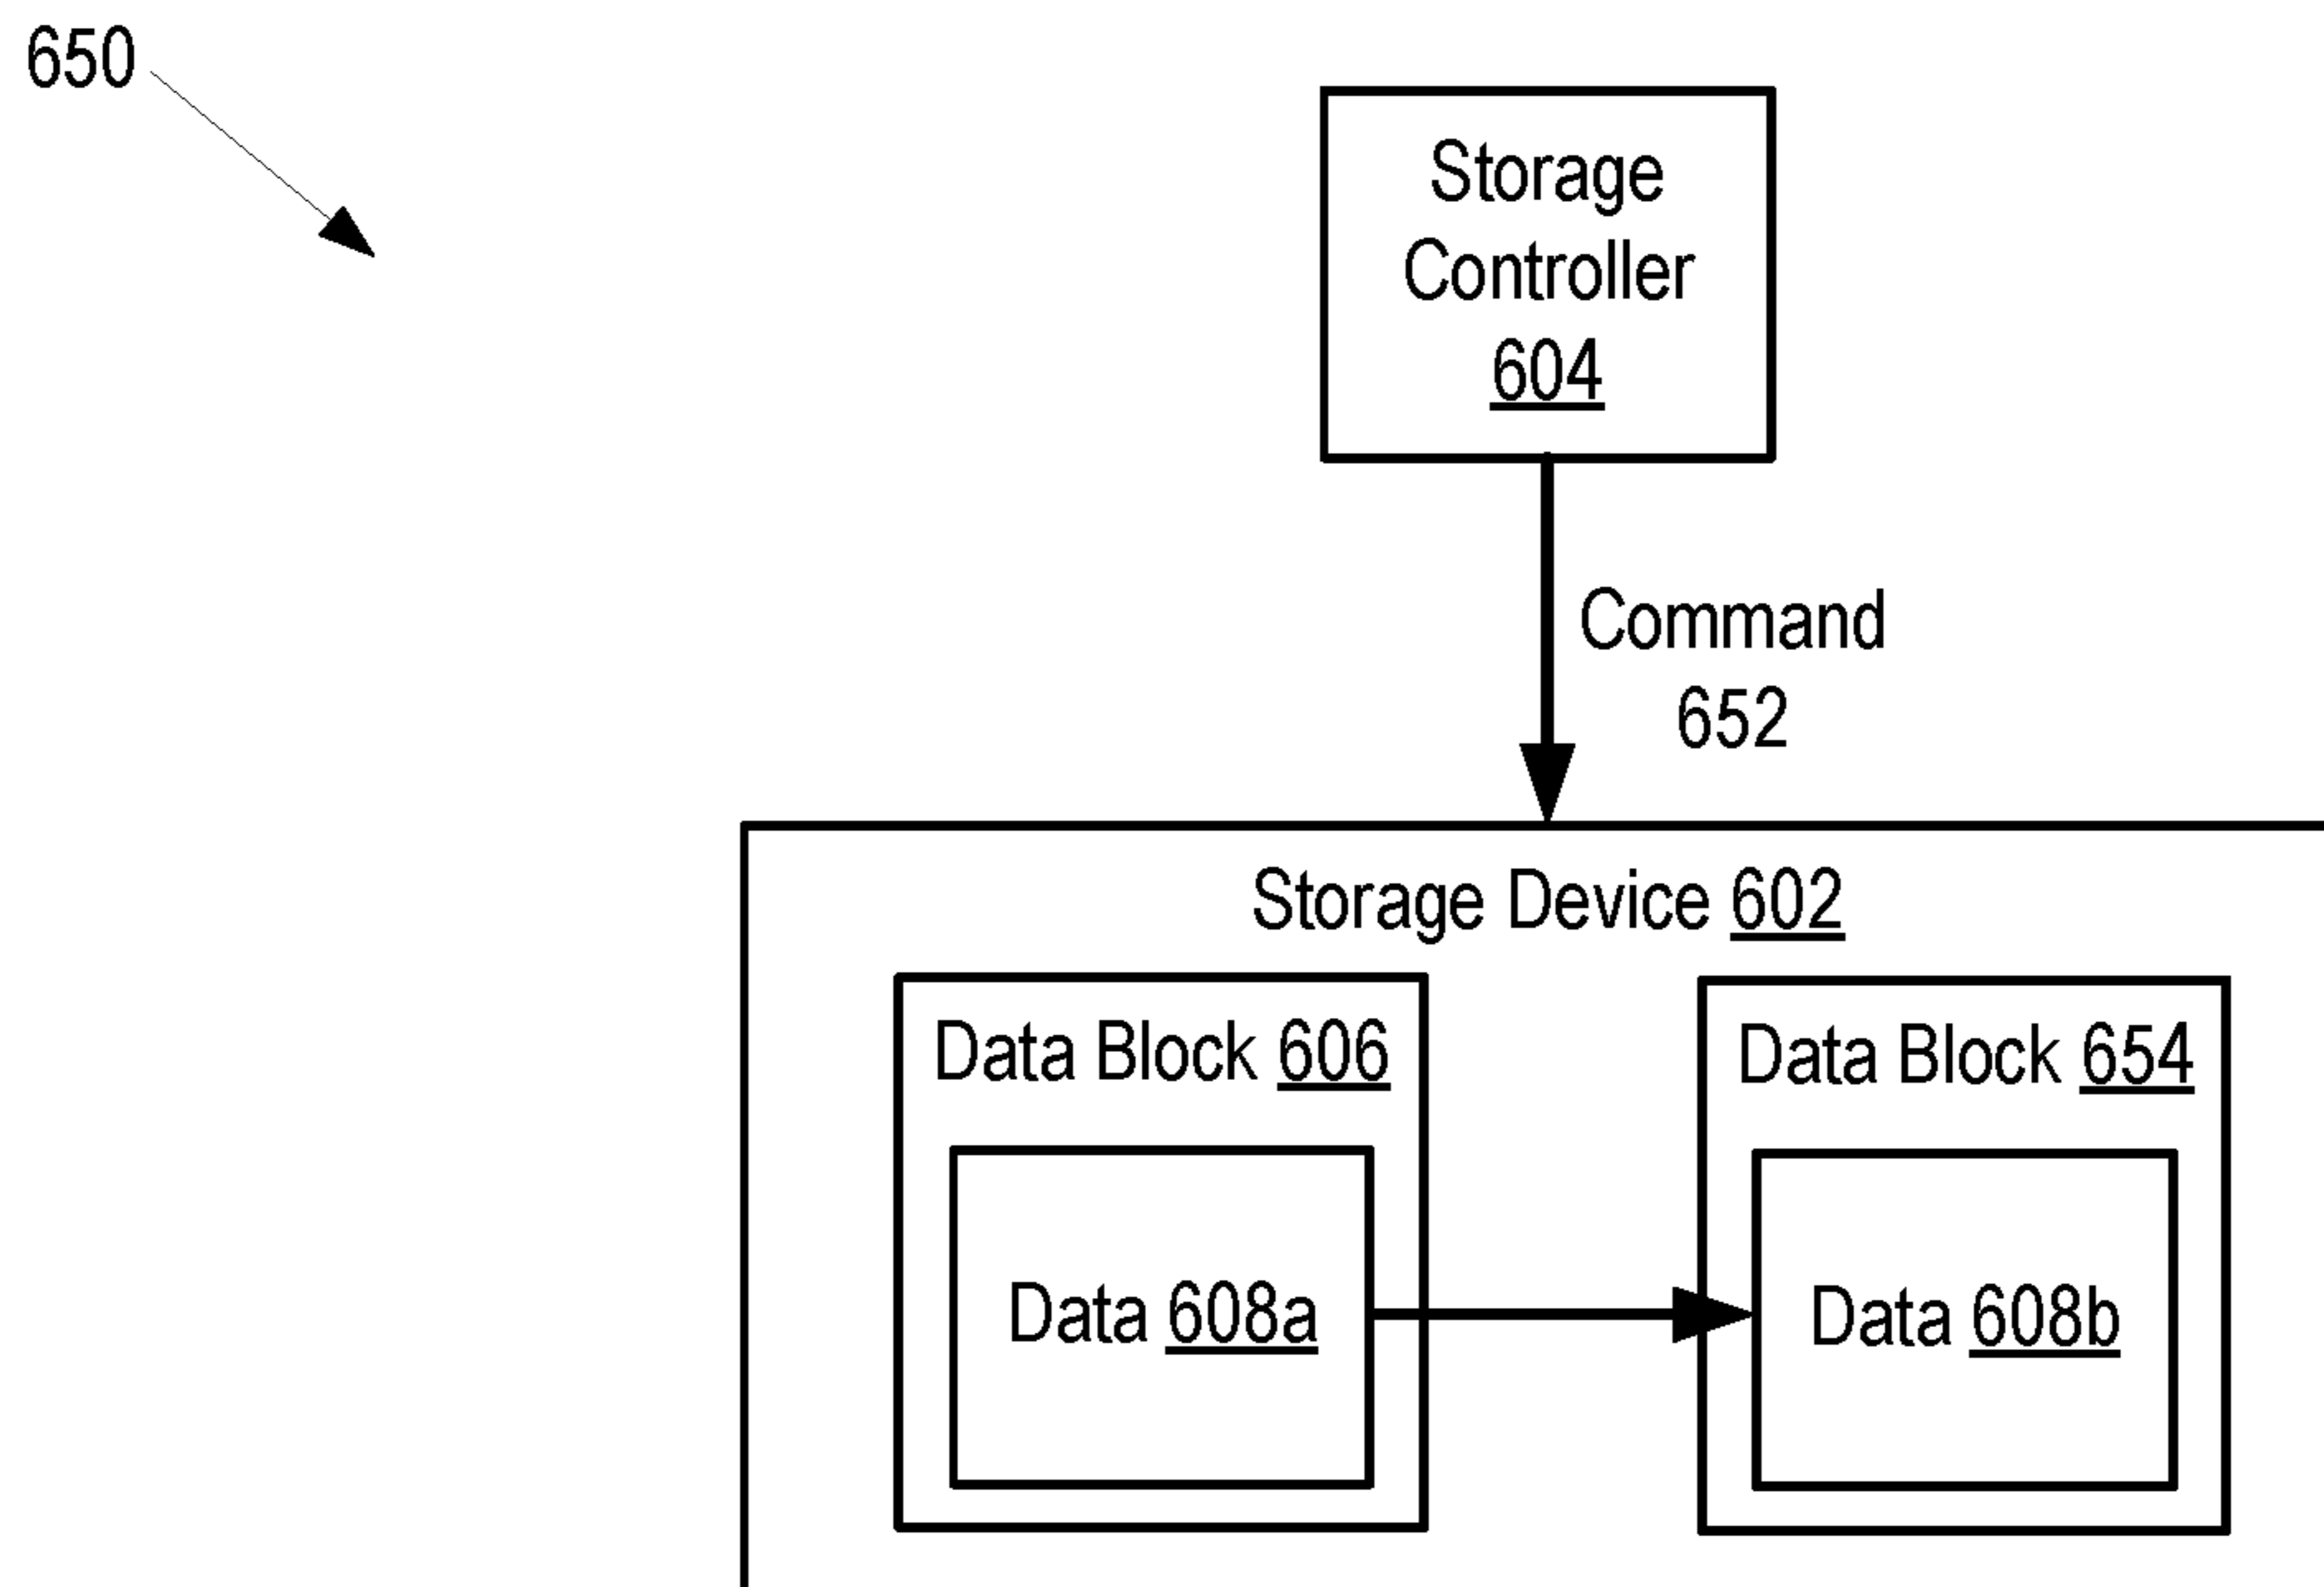 650
Storage
Controller
604
Command
652
Storage Device 602
Data Block 606
Data Block 654
Data 608a
Data 608b